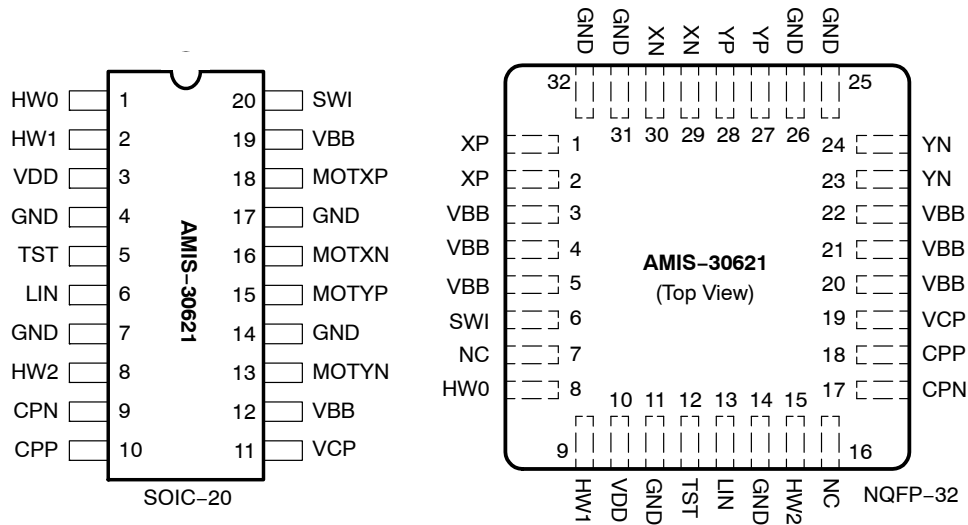 HW0 1 20 SWI
HW1 2 19 VBB
VDD 3 18 MOTXP
GND 4 17 GND
TST 5 16 MOTXN
LIN 6 15 MOTYP
GND 7 14 GND
HW2 8 13 MOTYN
CPN 9 12 VBB
CPP 10 11 VCP
AMIS−30621
SOIC−20
GND GND XN XN YP YP GND GND
32 31 30 29 28 27 26 25
XP 1 24 YN
XP 2 23 YN
VBB 3 22 VBB
VBB 4 21 VBB
VBB 5 20 VBB
SWI 6 19 VCP
NC 7 18 CPP
HW0 8 17 CPN
AMIS−30621
(Top View)
9 10 11 12 13 14 15 16
HW1 VDD GND TST LIN GND HW2 NC
NQFP−32